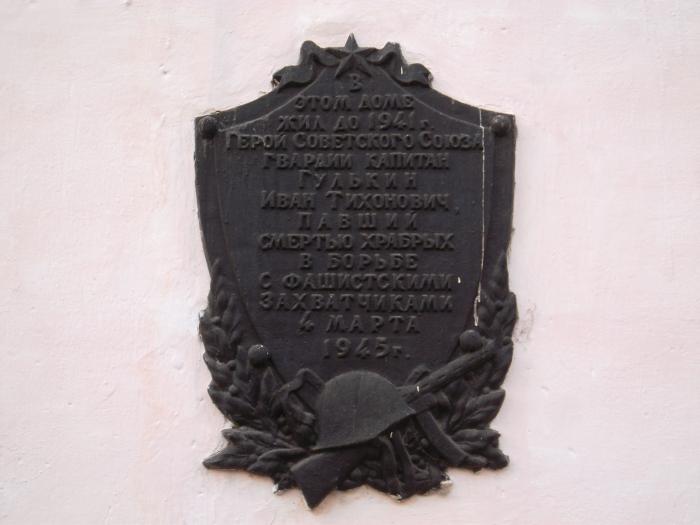 В
ЭТОМ ДОМЕ
ЖИЛ ДО 1941 г.
ГЕРОЙ СОВЕТСКОГО СОЮЗА
ГВАРДИИ КАПИТАН
ГУДЬКИН
ИВАН ТИХОНОВИЧ,
ПАВШИЙ
СМЕРТЬЮ ХРАБРЫХ
В БОРЬБЕ
С ФАШИСТСКИМИ
ЗАХВАТЧИКАМИ
4 МАРТА
1945 г.